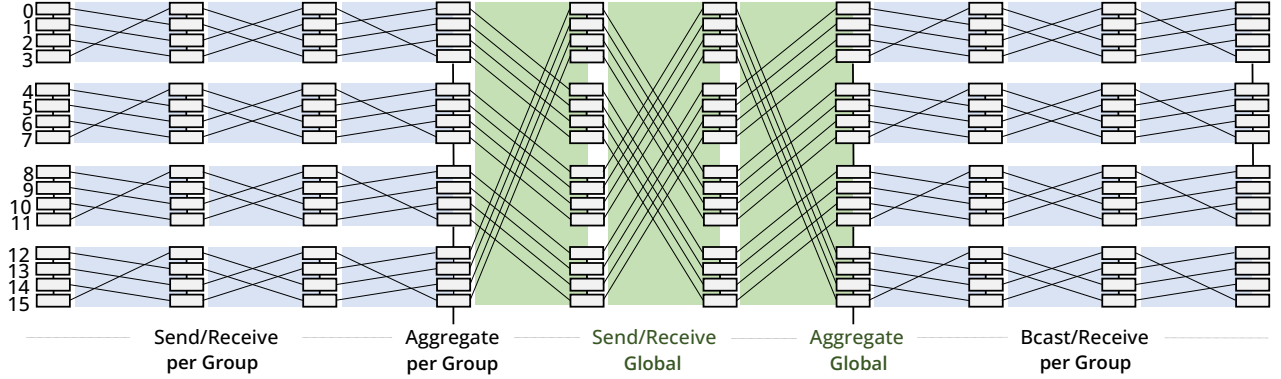 0
1
2
3
4
5
6
7
8
9
10
11
12
13
14
15
Send/Receive
per Group
Aggregate
per Group
Send/Receive
Global
Aggregate
Global
Bcast/Receive
per Group